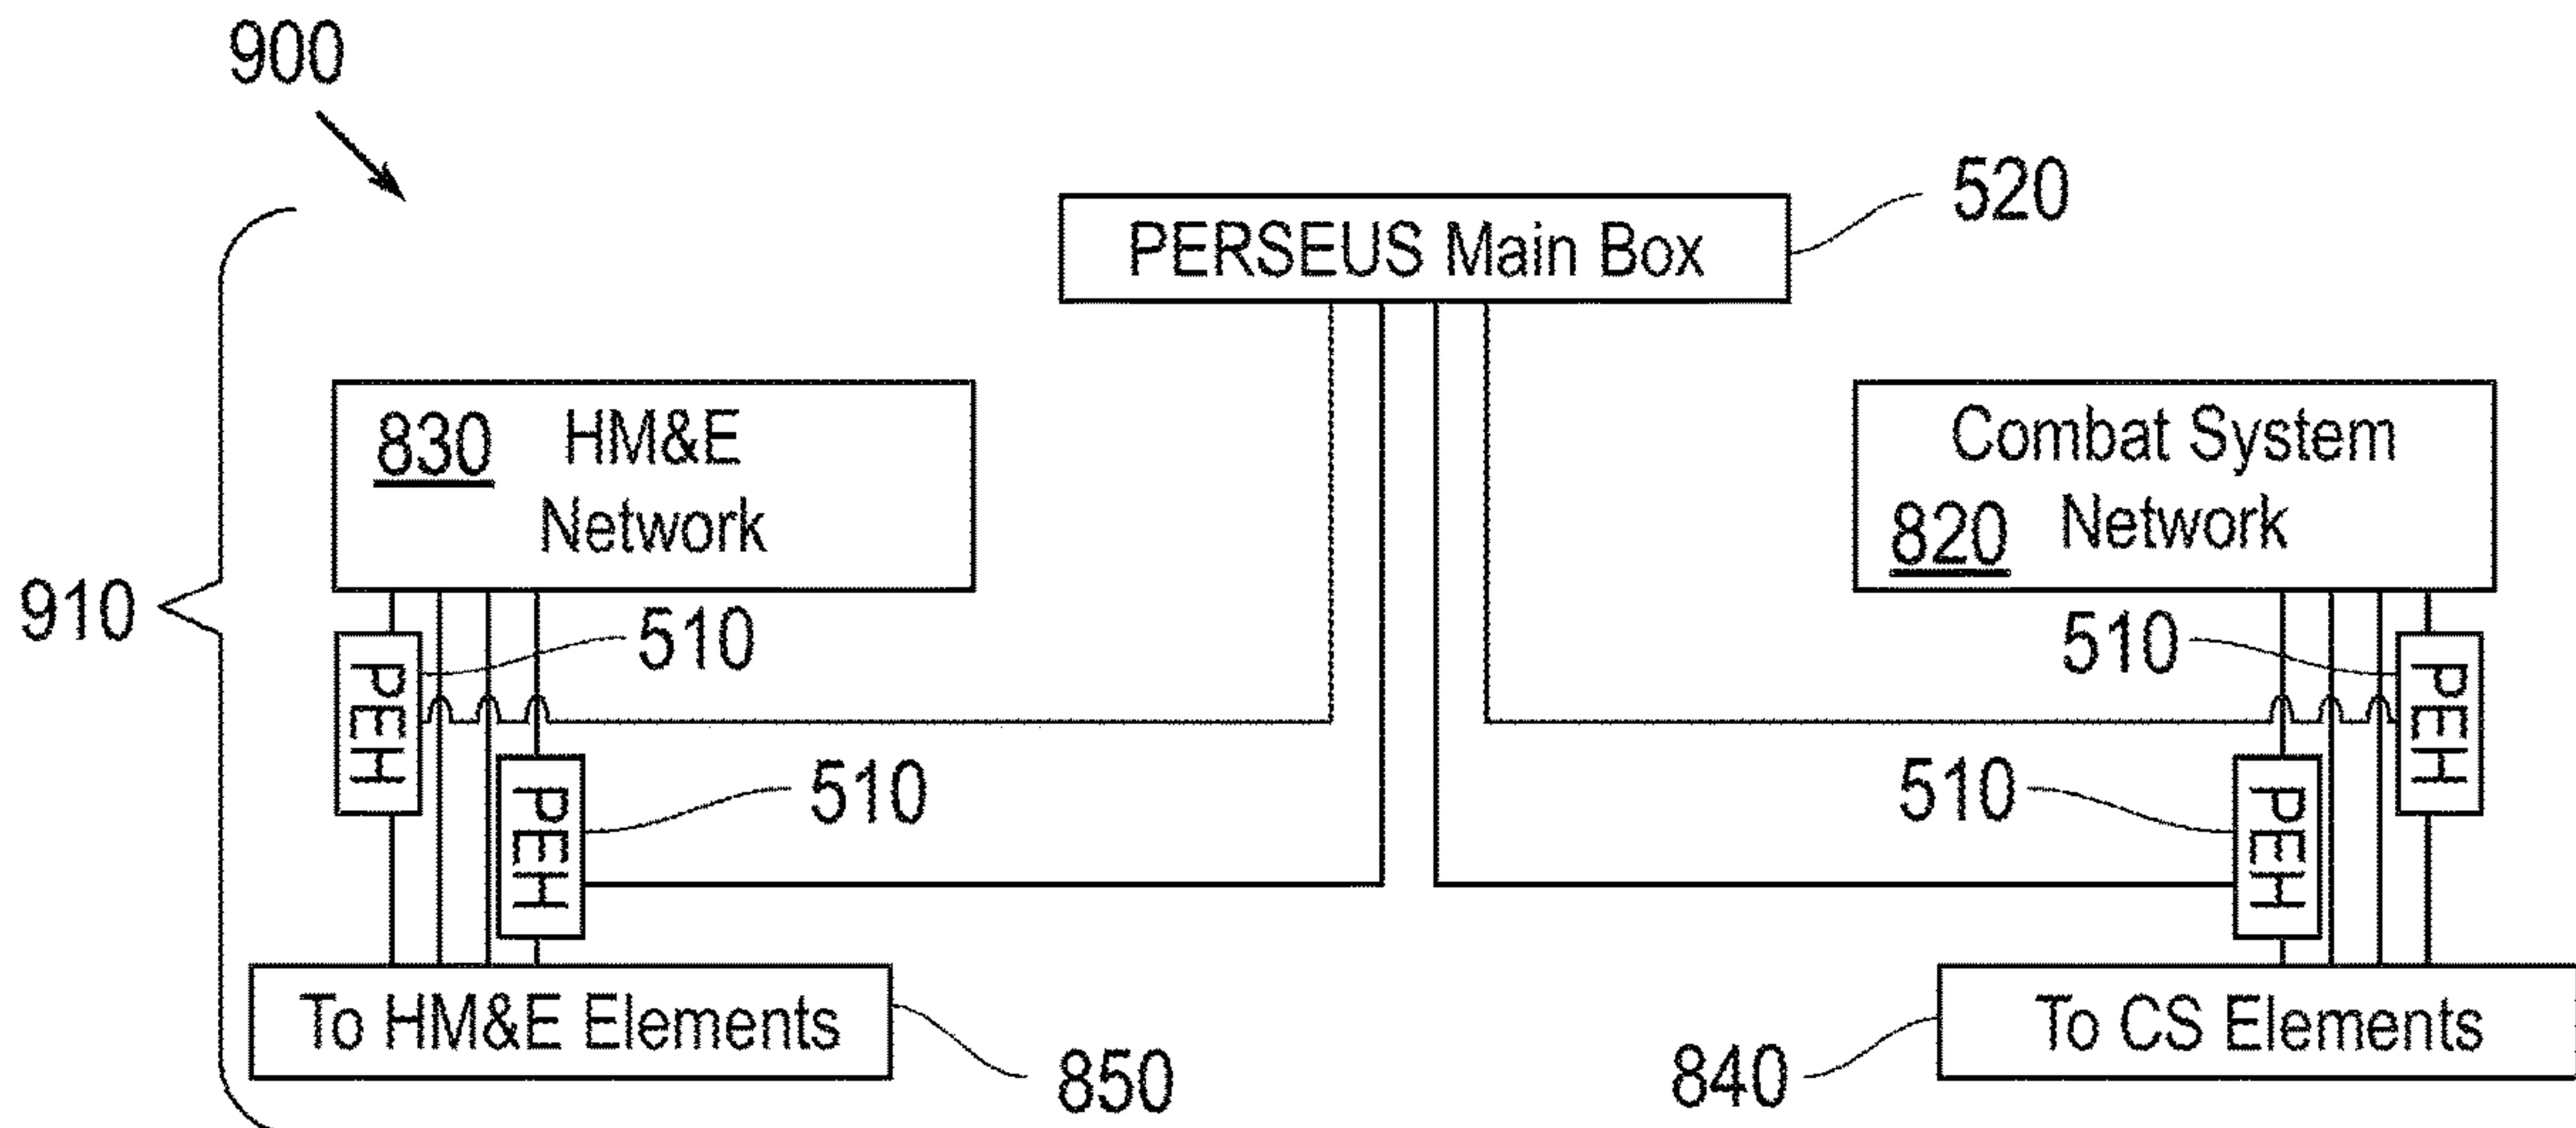 900
520
PERSEUS Main Box
830 HM&E
Network
Combat System
820 Network
910
510
510
PEH
PEH
510
510
PEH
PEH
To HM&E Elements
To CS Elements
850
840